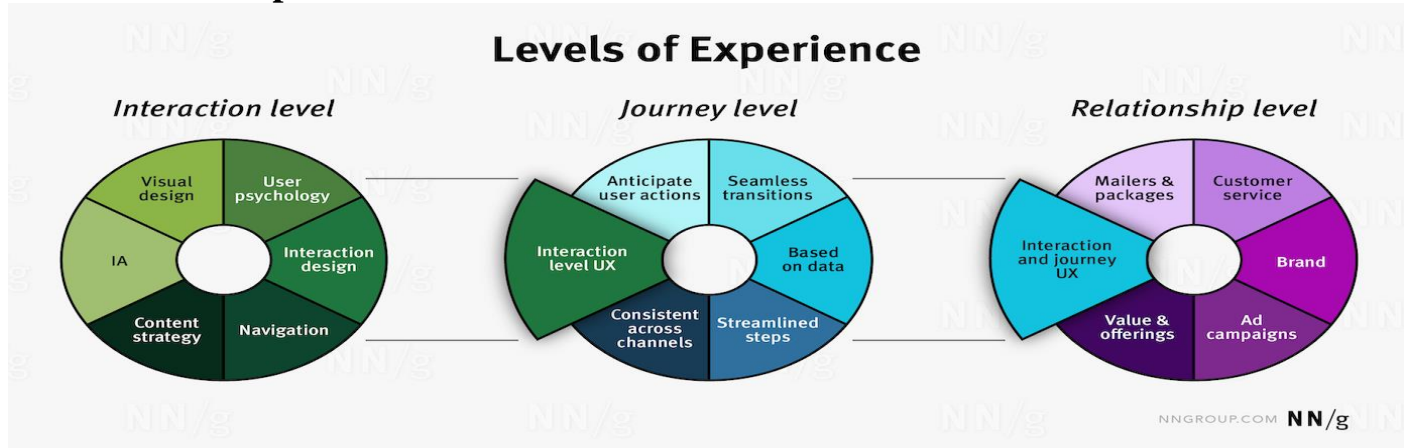 Levels of Experience
Interaction level
Visual
design
User
psychology
IA
Interaction
design
Content
strategy
Navigation
Journey level
Anticipate
user actions
Seamless
transitions
Interaction
level UX
Based
on data
Consistent
across
channels
Streamlined
steps
Relationship level
Mailers &
packages
Customer
service
Interaction
and journey
UX
Brand
Value &
offerings
Ad
campaigns
NNGROUP.COM NN/g